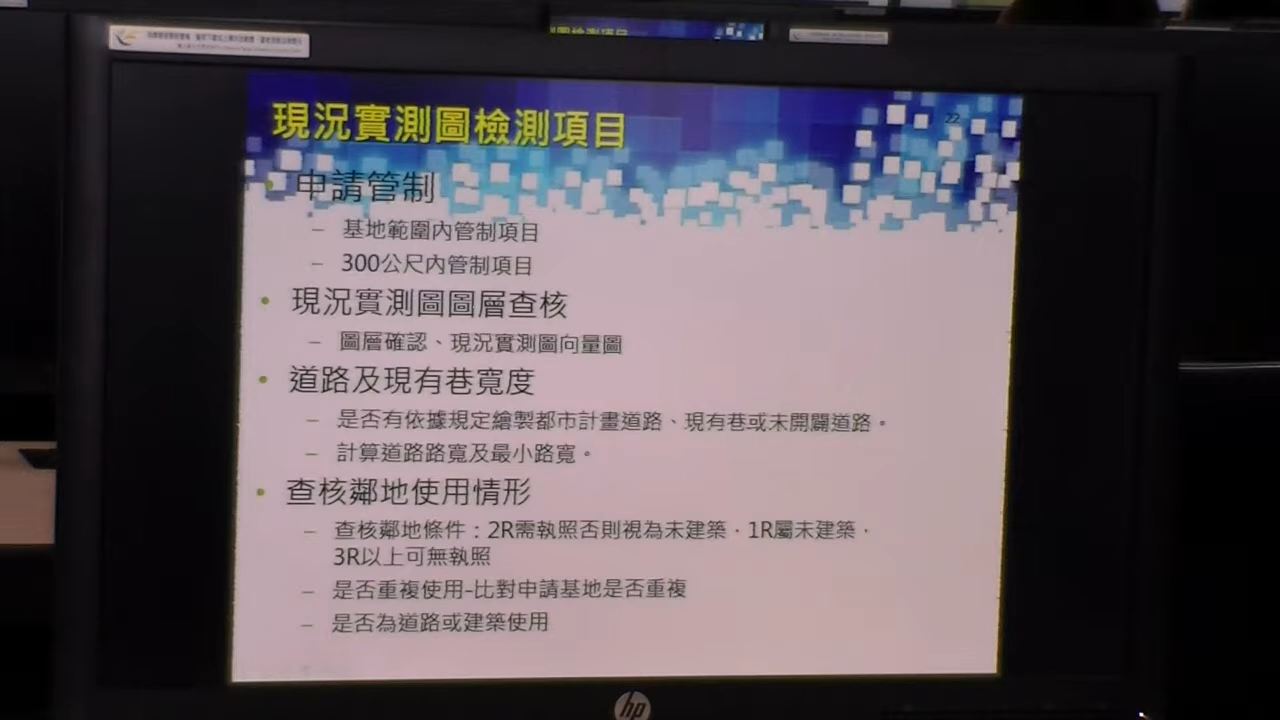 現況實測圖檢測項目
22
• 申請管制
– 基地範圍內管制項目
– 300公尺內管制項目
• 現況實測圖圖層查核
– 圖層確認、現況實測圖向量圖
• 道路及現有巷寬度
– 是否有依據規定繪製都市計畫道路、現有巷或未開闢道路。
– 計算道路路寬及最小路寬。
• 查核鄰地使用情形
– 查核鄰地條件：2R需執照否則視為未建築，1R屬未建築，
3R以上可無執照
– 是否重複使用-比對申請基地是否重複
– 是否為道路或建築使用
hp